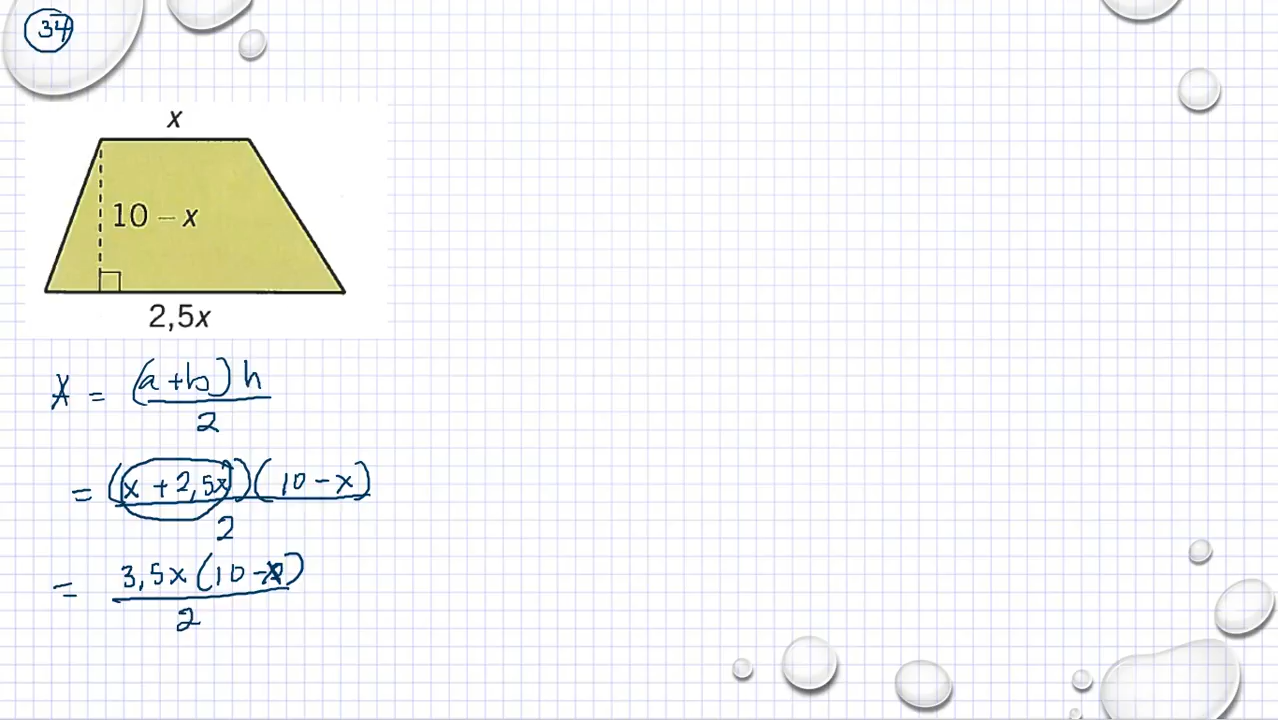 34
x
10 – x
2,5x
A = (a + b) h
2
= (x + 2,5x)(10 – x)
2
= 3,5x (10 – x)
2